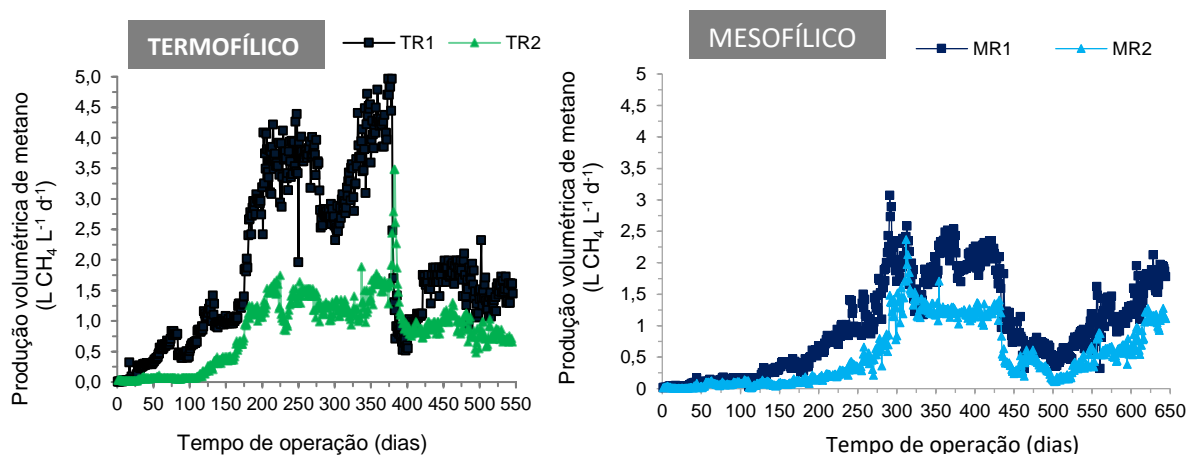 TERMOFÍLICO
TR1
TR2
Produção volumétrica de metano
(L CH4 L-1 d-1)
5,0
4,5
4,0
3,5
3,0
2,5
2,0
1,5
1,0
0,5
0,0
0 50 100 150 200 250 300 350 400 450 500 550
Tempo de operação (dias)
MESOFÍLICO
MR1
MR2
Produção volumétrica de metano
(L CH4 L-1 d-1)
5
4,5
4
3,5
3
2,5
2
1,5
1
0,5
0
0 50 100 150 200 250 300 350 400 450 500 550 600 650
Tempo de operação (dias)